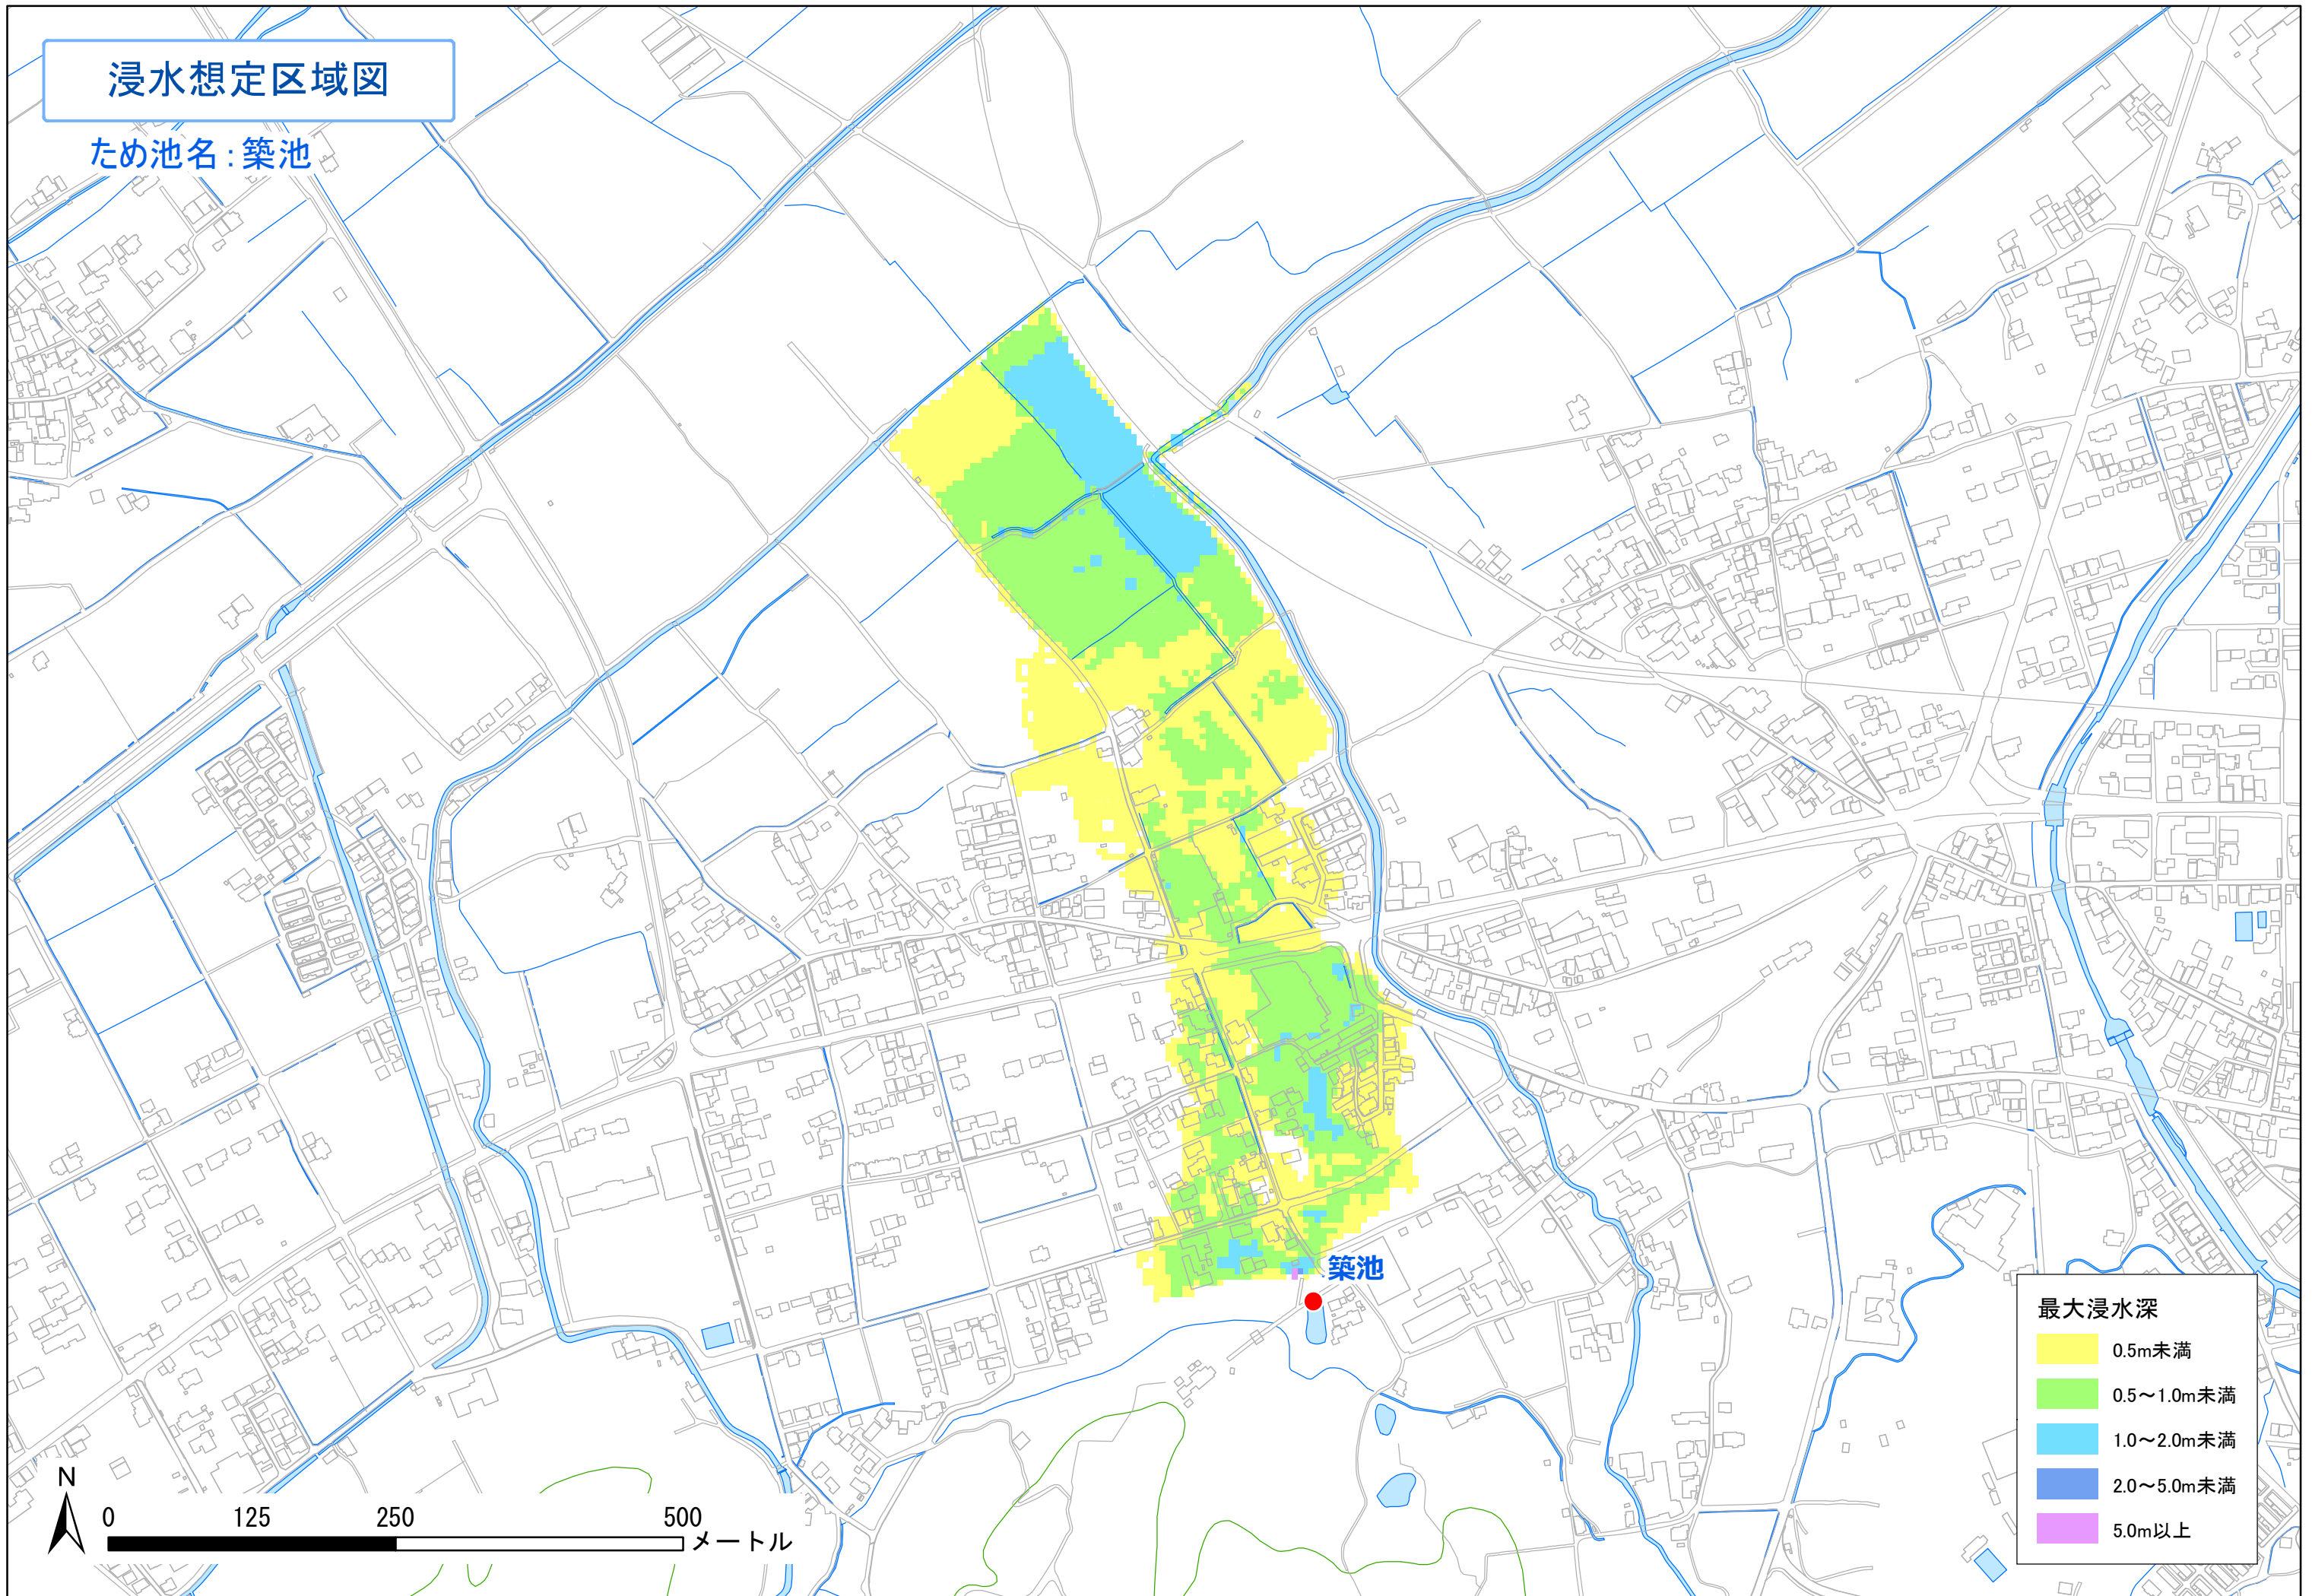 浸水想定区域図
ため池名：築池
築池
最大浸水深
0.5m未満
0.5～1.0m未満
1.0～2.0m未満
2.0～5.0m未満
5.0m以上
N
0 125 250 500
メートル